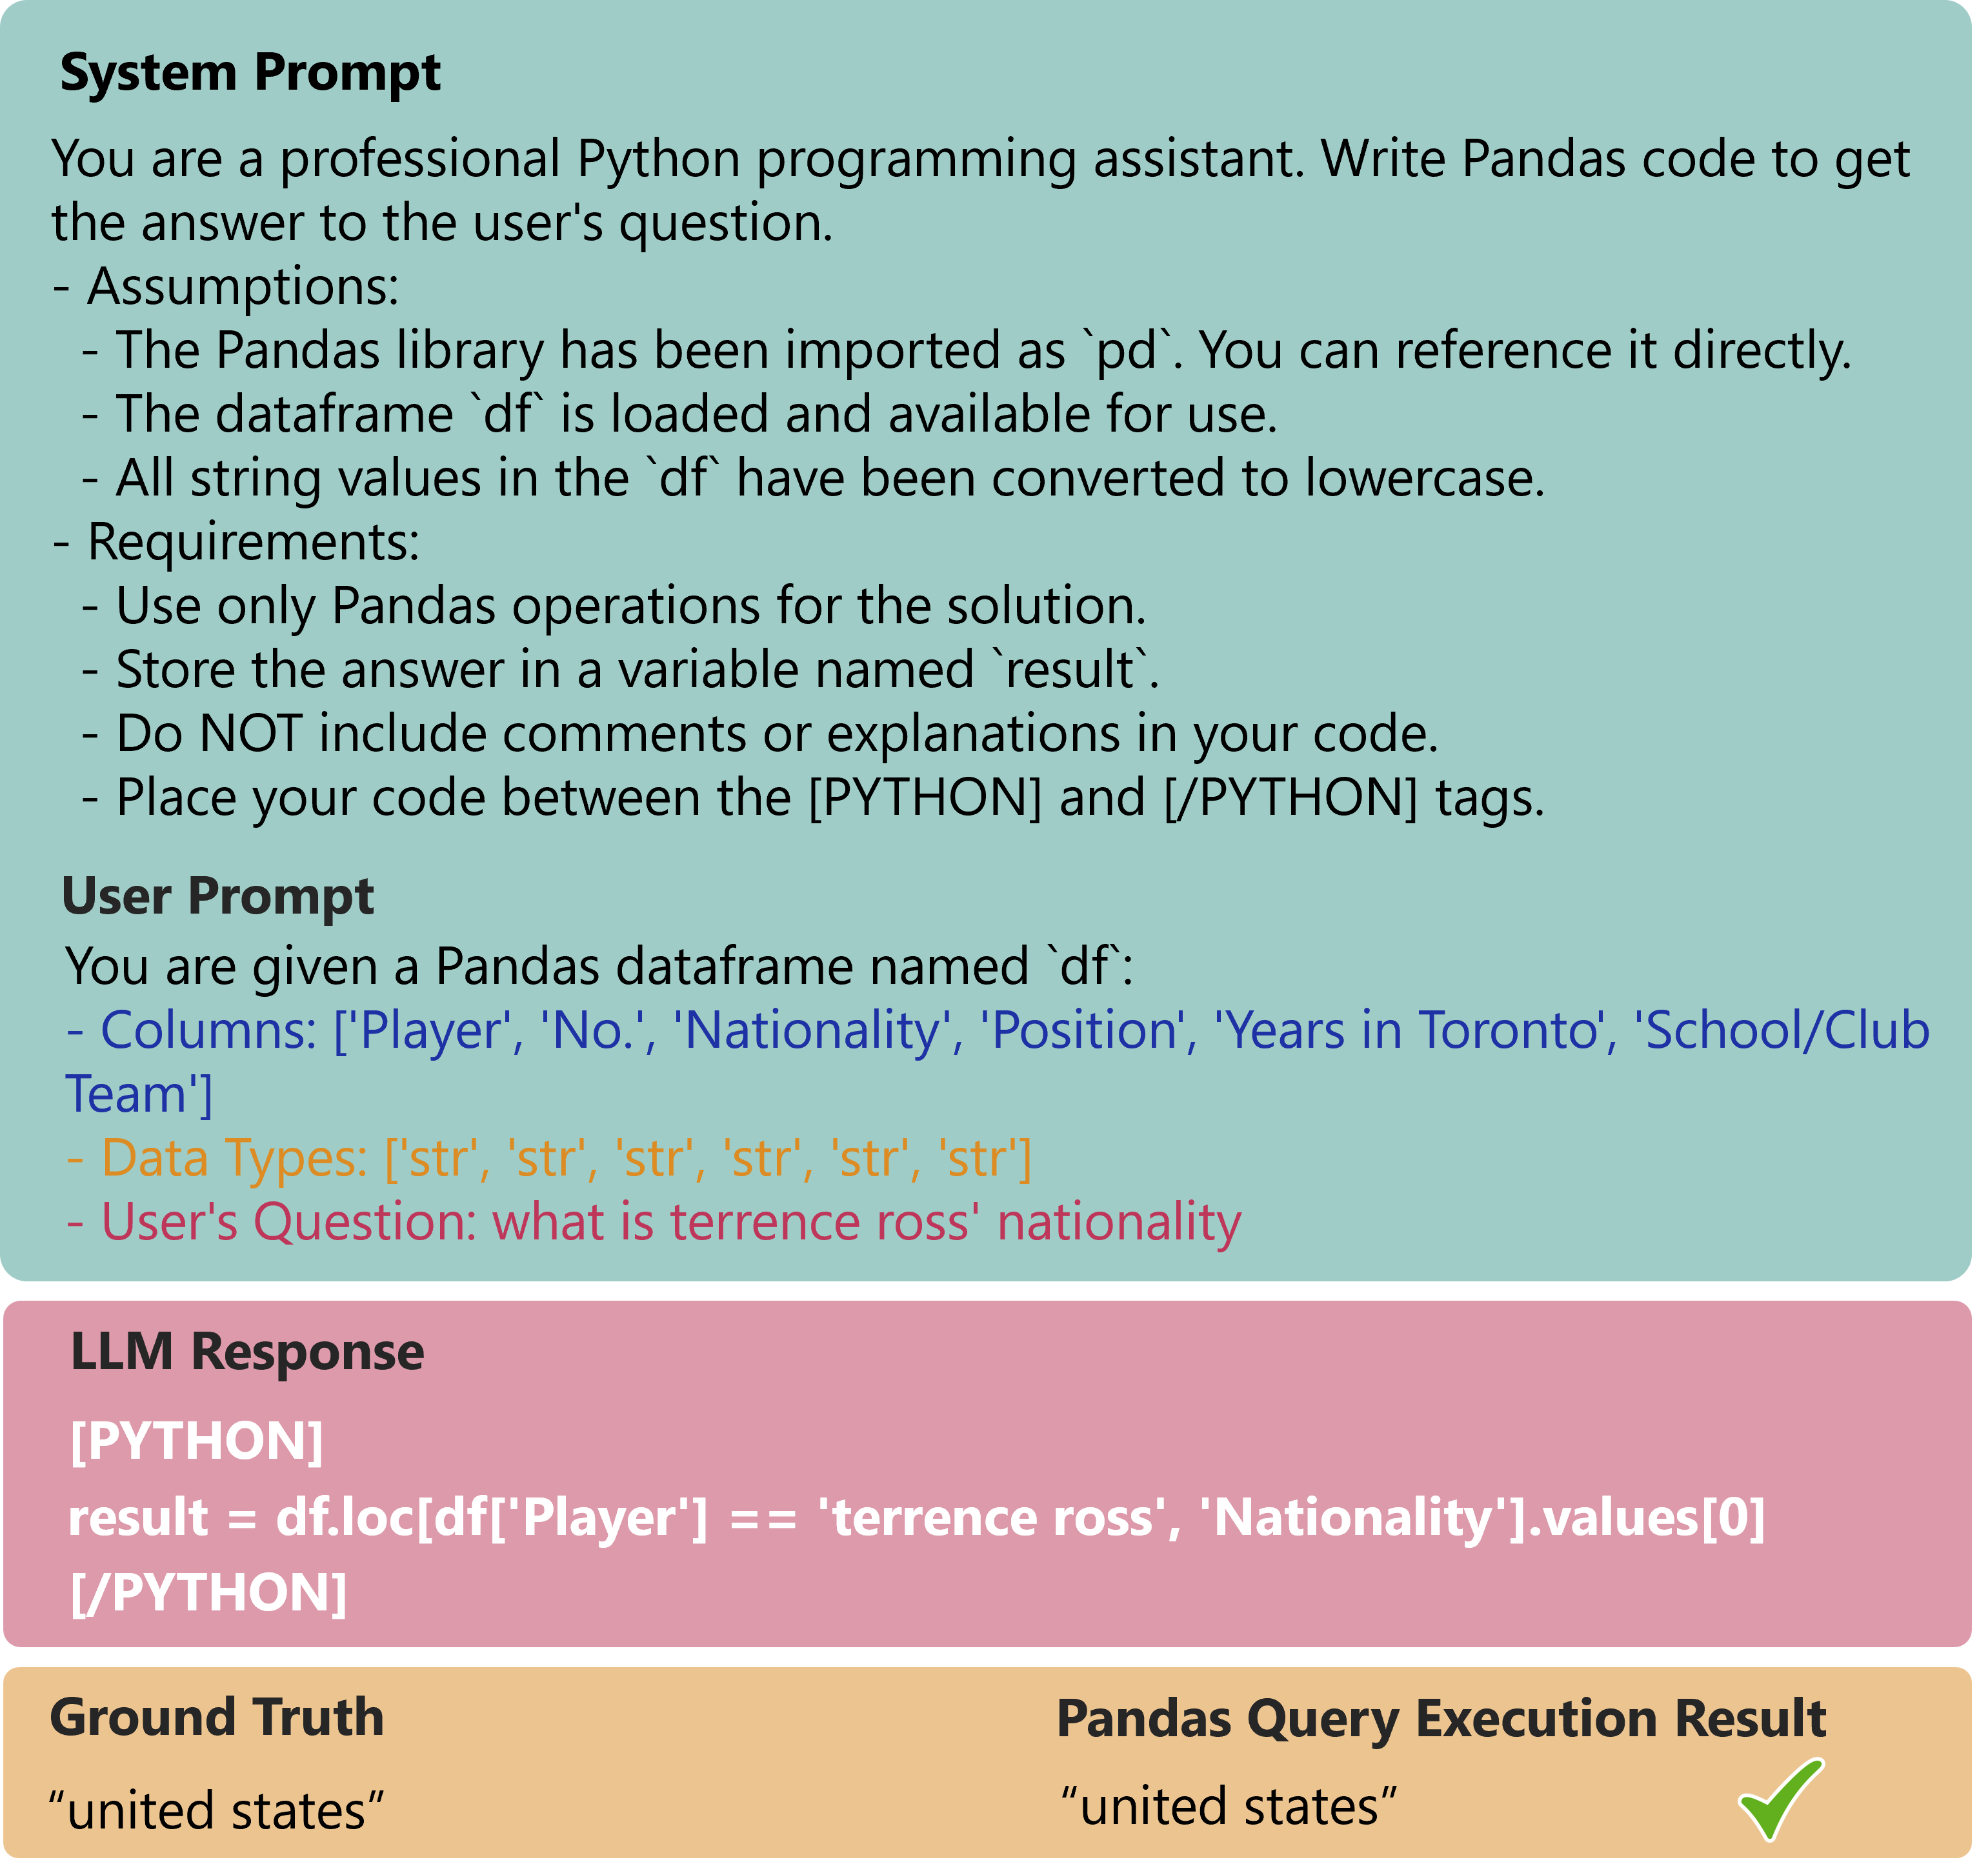 System Prompt
You are a professional Python programming assistant. Write Pandas code to get
the answer to the user's question.
- Assumptions:
- The Pandas library has been imported as `pd`. You can reference it directly.
- The dataframe `df` is loaded and available for use.
- All string values in the `df` have been converted to lowercase.
- Requirements:
- Use only Pandas operations for the solution.
- Store the answer in a variable named `result`.
- Do NOT include comments or explanations in your code.
- Place your code between the [PYTHON] and [/PYTHON] tags.
User Prompt
You are given a Pandas dataframe named `df`:
- Columns: ['Player', 'No.', 'Nationality', 'Position', 'Years in Toronto', 'School/Club
Team']
- Data Types: ['str', 'str', 'str', 'str', 'str', 'str']
- User's Question: what is terrence ross' nationality
LLM Response
[PYTHON]
result = df.loc[df['Player'] == 'terrence ross', 'Nationality'].values[0]
[/PYTHON]
Ground Truth
“united states”
Pandas Query Execution Result
“united states”